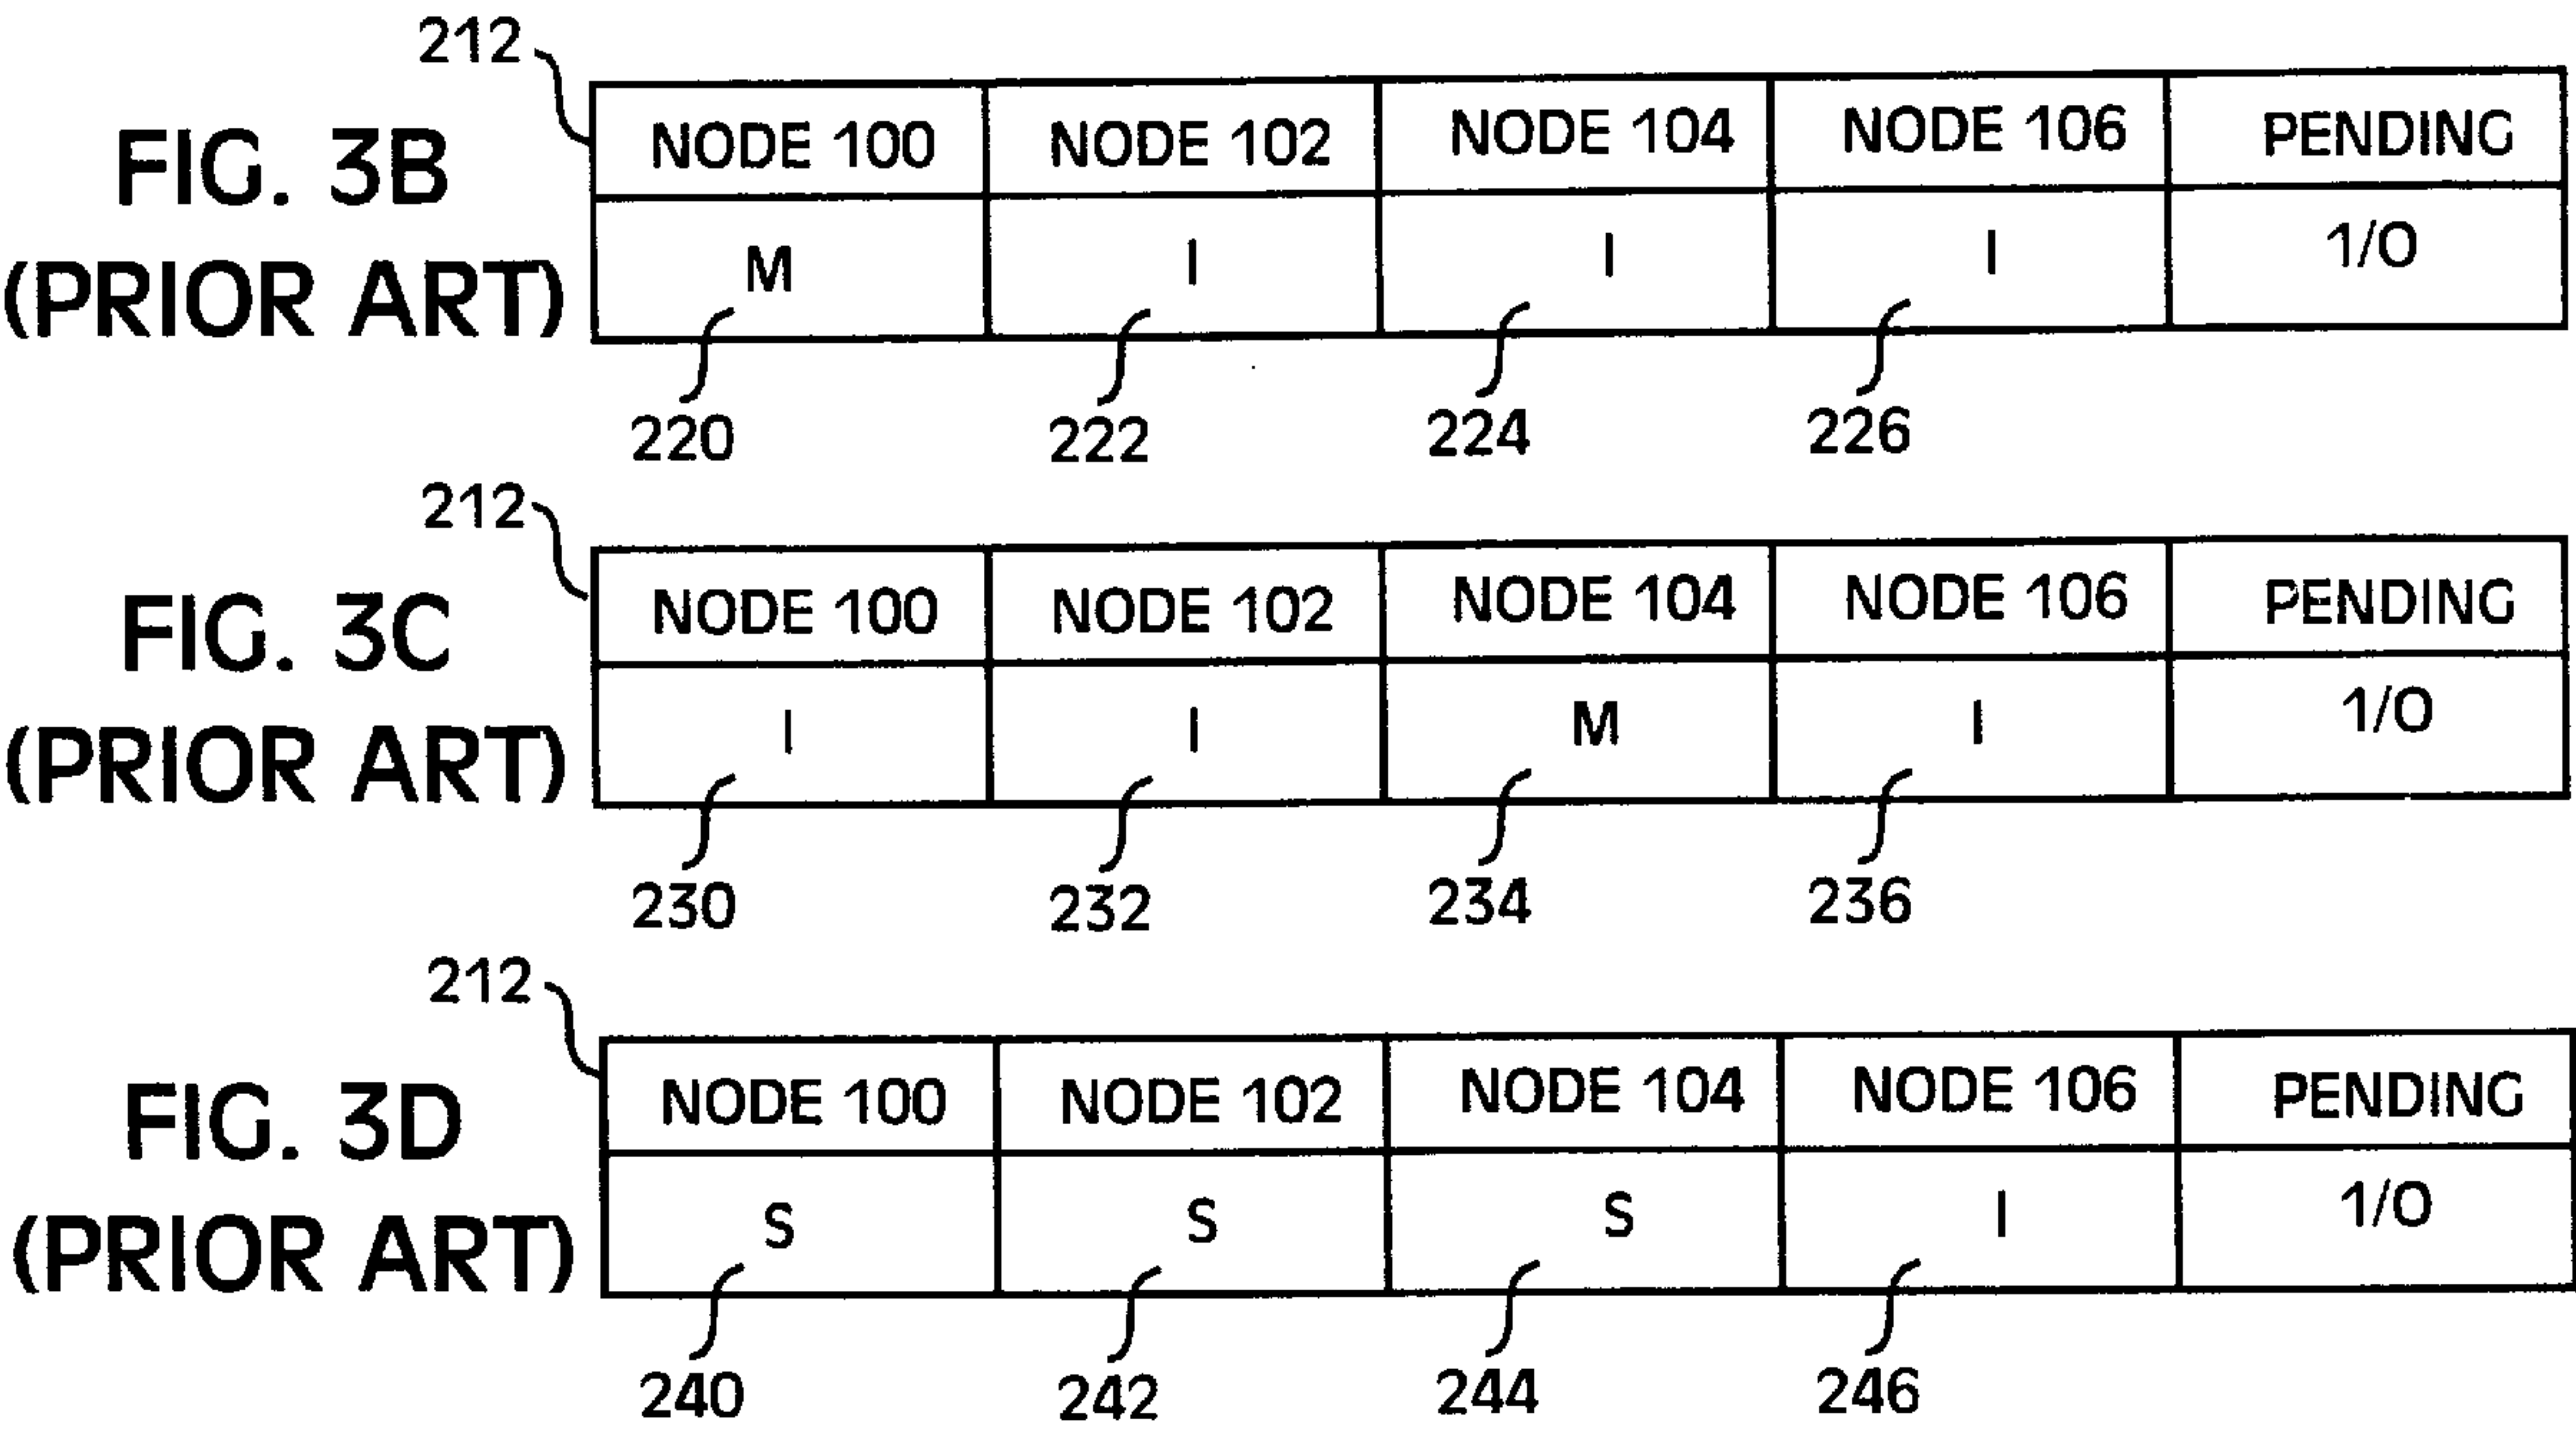 212
FIG. 3B
(PRIOR ART)
NODE 100 NODE 102 NODE 104 NODE 106 PENDING
M I I I 1/0
220 222 224 226
212
FIG. 3C
(PRIOR ART)
NODE 100 NODE 102 NODE 104 NODE 106 PENDING
I I M I 1/0
230 232 234 236
212
FIG. 3D
(PRIOR ART)
NODE 100 NODE 102 NODE 104 NODE 106 PENDING
S S S I 1/0
240 242 244 246